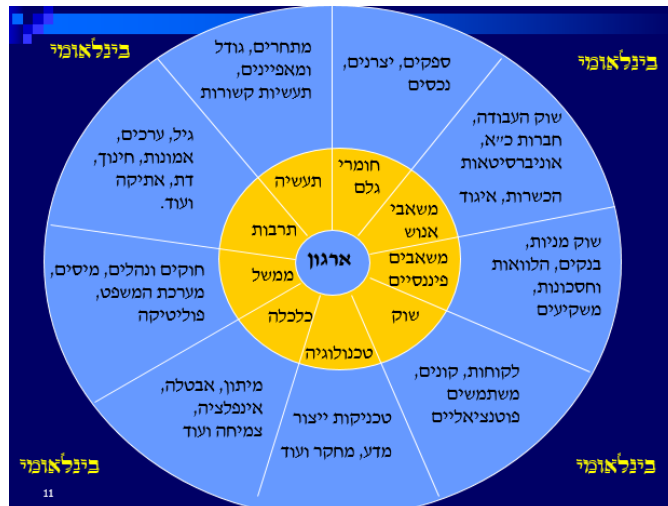 בינלאומי
בינלאומי
מתחרים, גודל
ומאפיינים,
תעשיות קשורות
ספקים, יצרנים,
נכסים
שוק העבודה,
חברות כ״א,
אוניברסיטאות
הכשרות, איגוד
גיל, ערכים,
אמונות, חינוך,
דת, אתיקה
ועוד.
תעשיה
חומרי
גלם
משאבי
אנוש
תרבות
ארגון
משאבים
פיננסיים
ממשל
שוק
כלכלה
טכנולוגיה
שוק מניות,
בנקים, הלוואות
וחסכונות,
משקיעים
חוקים ונהלים, מיסים,
מערכת המשפט,
פוליטיקה
לקוחות, קונים,
משתמשים
פוטנציאליים
מיתון, אבטלה,
אינפלציה,
צמיחה ועוד
טכניקות ייצור
מדע, מחקר ועוד
בינלאומי
בינלאומי
11